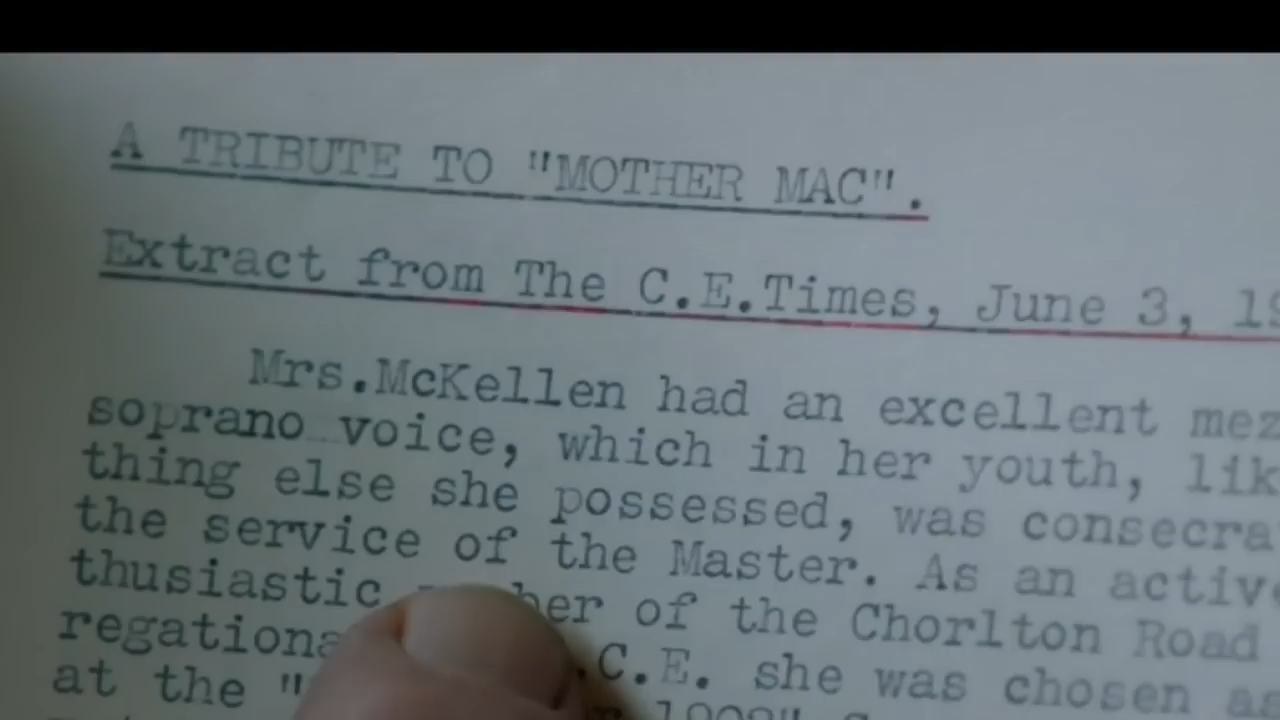 A TRIBUTE TO "MOTHER MAC".
Extract from The C.E.Times, June 3,
Mrs.McKellen had an excellent
soprano voice, which in her youth,
thing else she possessed, was
the service of the Master. As an
thusiastic of the Chorlton Road
C.E. she was chosen as
at the